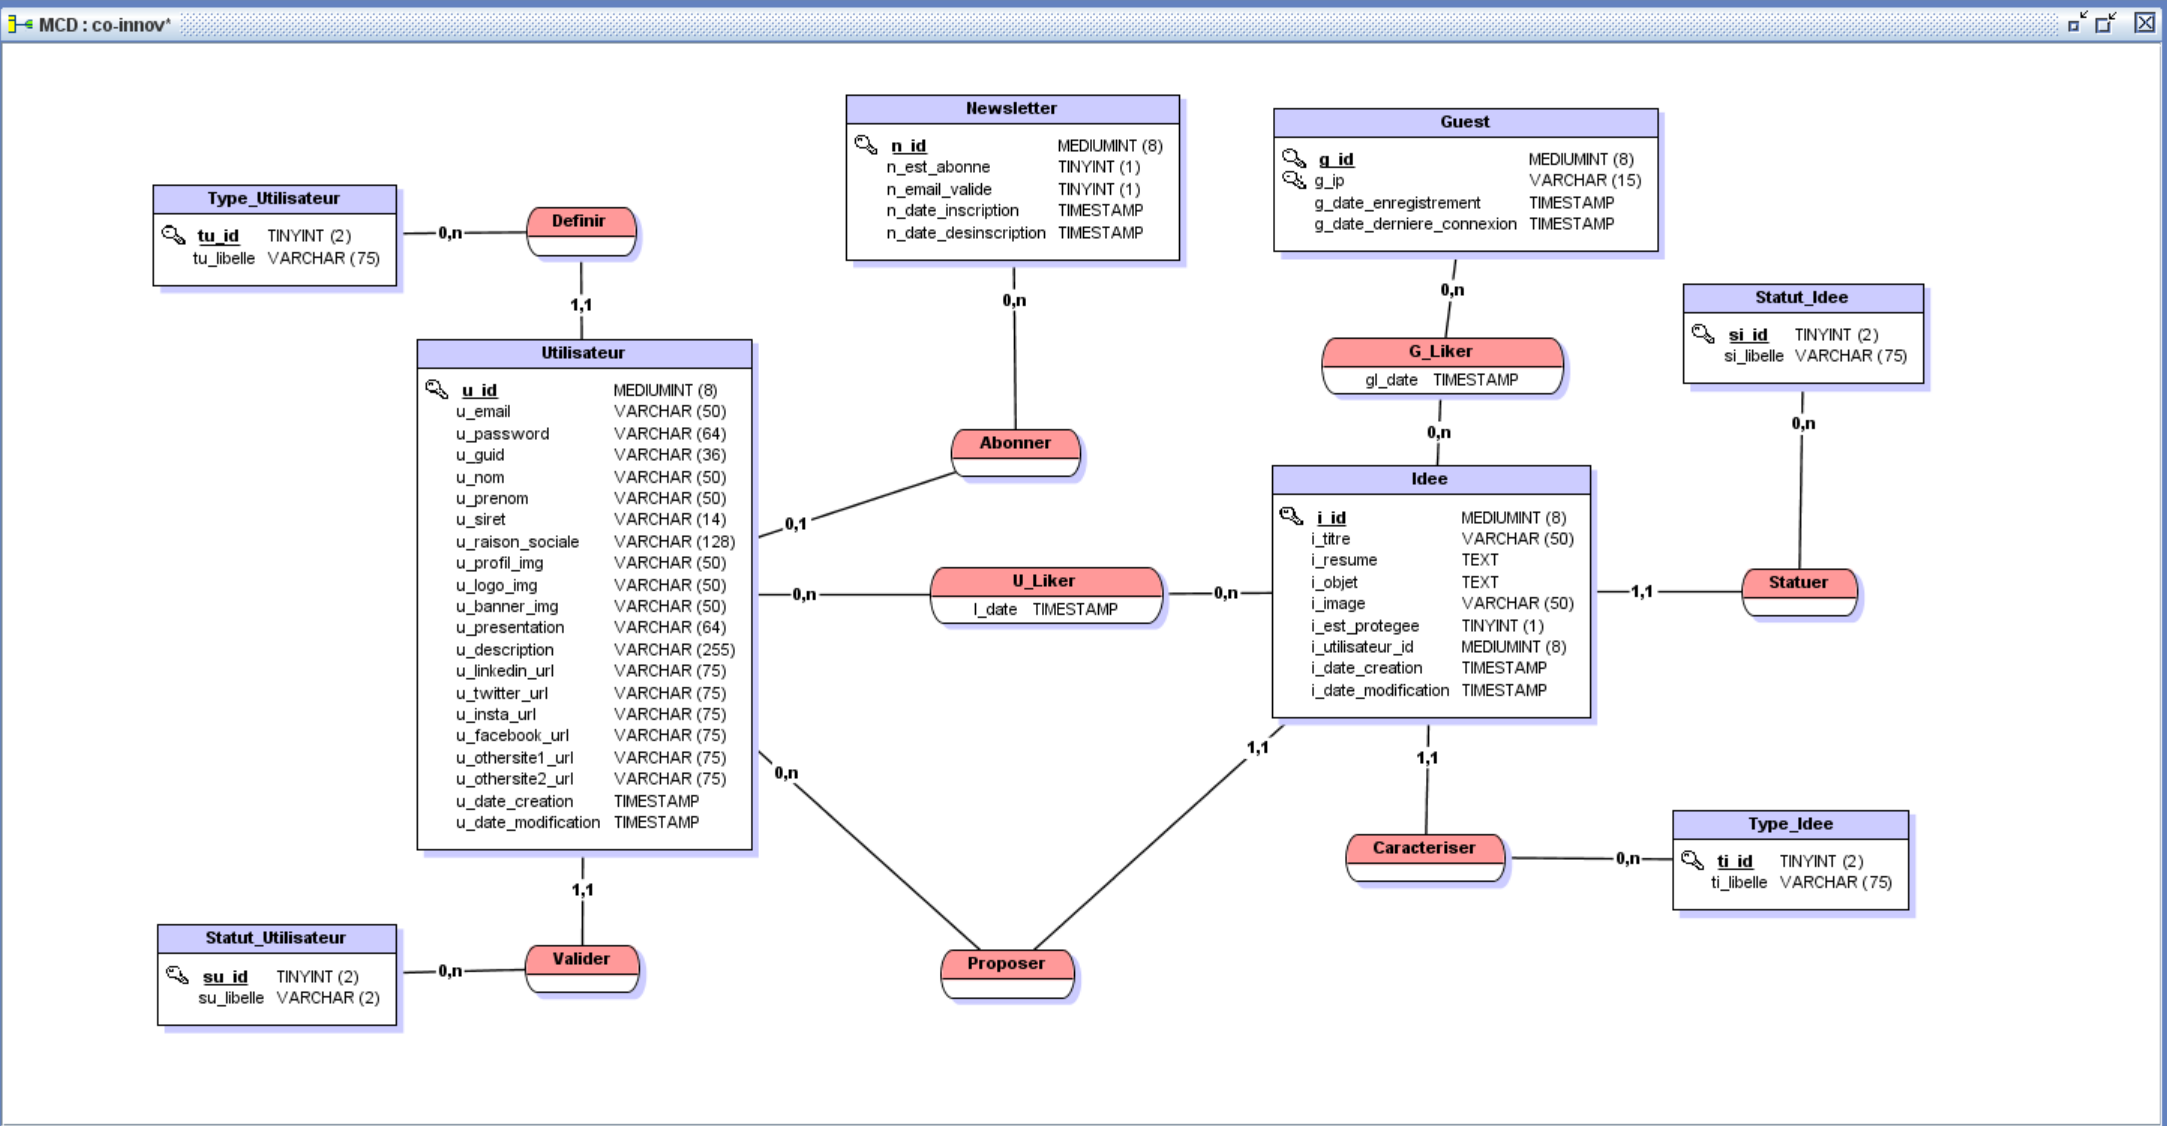 MCD : co-innov*
Newsletter
n_id MEDIUMINT (8)
n_est_abonne TINYINT (1)
n_email_valide TINYINT (1)
n_date_inscription TIMESTAMP
n_date_desinscription TIMESTAMP
Guest
g_id MEDIUMINT (8)
g_ip VARCHAR (15)
g_date_enregistrement TIMESTAMP
g_date_derniere_connexion TIMESTAMP
Type_Utilisateur
tu_id TINYINT (2)
tu_libelle VARCHAR (75)
0,n
Definir
1,1
0,n
0,n
Statut_Idee
si_id TINYINT (2)
si_libelle VARCHAR (75)
0,n
G_Liker
gl_date TIMESTAMP
0,n
Utilisateur
u_id MEDIUMINT (8)
u_email VARCHAR (50)
u_password VARCHAR (64)
u_guid VARCHAR (36)
u_nom VARCHAR (50)
u_prenom VARCHAR (50)
u_siret VARCHAR (14)
u_raison_sociale VARCHAR (128)
u_profil_img VARCHAR (50)
u_logo_img VARCHAR (50)
u_banner_img VARCHAR (50)
u_presentation VARCHAR (64)
u_description VARCHAR (255)
u_linkedin_url VARCHAR (75)
u_twitter_url VARCHAR (75)
u_insta_url VARCHAR (75)
u_facebook_url VARCHAR (75)
u_othersite1_url VARCHAR (75)
u_othersite2_url VARCHAR (75)
u_date_creation TIMESTAMP
u_date_modification TIMESTAMP
Abonner
0,1
0,n
U_Liker
l_date TIMESTAMP
0,n
Idee
i_id MEDIUMINT (8)
i_titre VARCHAR (50)
i_resume TEXT
i_objet TEXT
i_image VARCHAR (50)
i_est_protegee TINYINT (1)
i_utilisateur_id MEDIUMINT (8)
i_date_creation TIMESTAMP
i_date_modification TIMESTAMP
1,1
Statuer
0,n
1,1
1,1
Caracteriser
0,n
Type_Idee
ti_id TINYINT (2)
ti_libelle VARCHAR (75)
1,1
Statut_Utilisateur
su_id TINYINT (2)
su_libelle VARCHAR (2)
0,n
Valider
Proposer